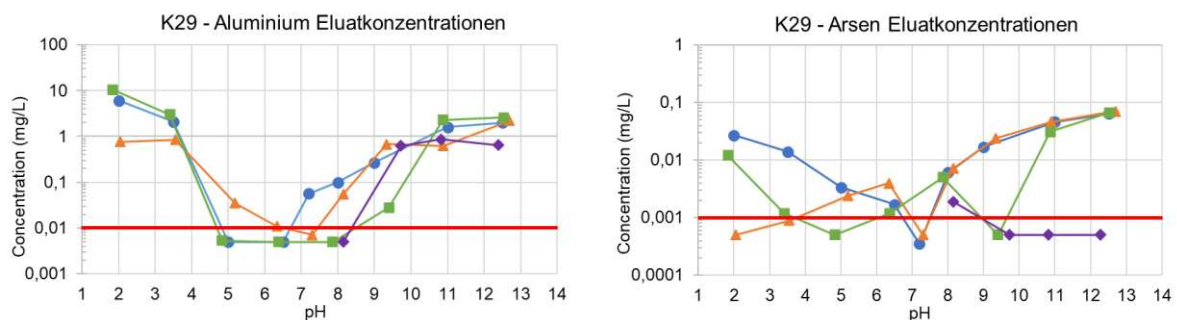 K29 - Aluminium Eluatkonzentrationen
Concentration (mg/L)
100
10
1
0,1
0,01
0,001
1 2 3 4 5 6 7 8 9 10 11 12 13 14
pH
K29 - Arsen Eluatkonzentrationen
Concentration (mg/L)
1
0,1
0,01
0,001
0,0001
1 2 3 4 5 6 7 8 9 10 11 12 13 14
pH